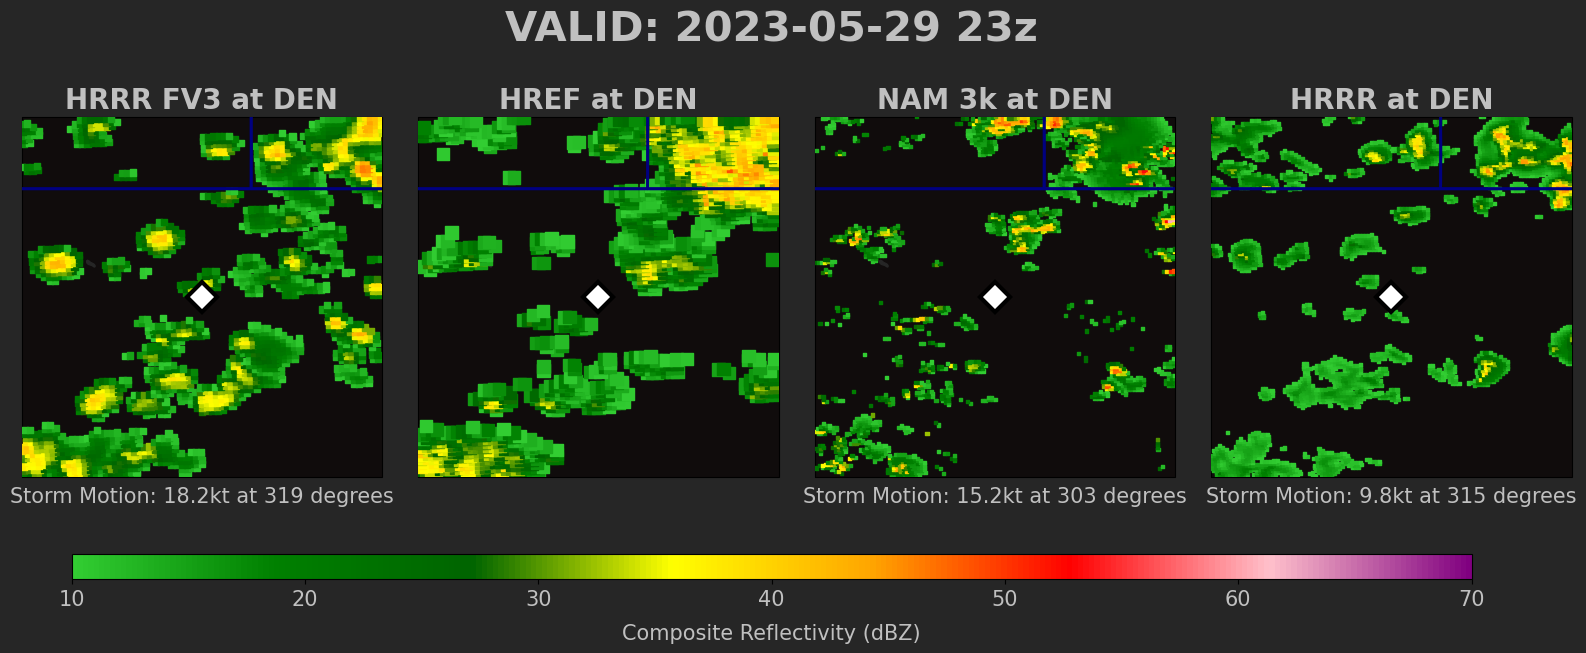 VALID: 2023-05-29 23z
HRRR FV3 at DEN
HREF at DEN
NAM 3k at DEN
HRRR at DEN
Storm Motion: 18.2kt at 319 degrees
Storm Motion: 15.2kt at 303 degrees
Storm Motion: 9.8kt at 315 degrees
10 20 30 40 50 60 70
Composite Reflectivity (dBZ)